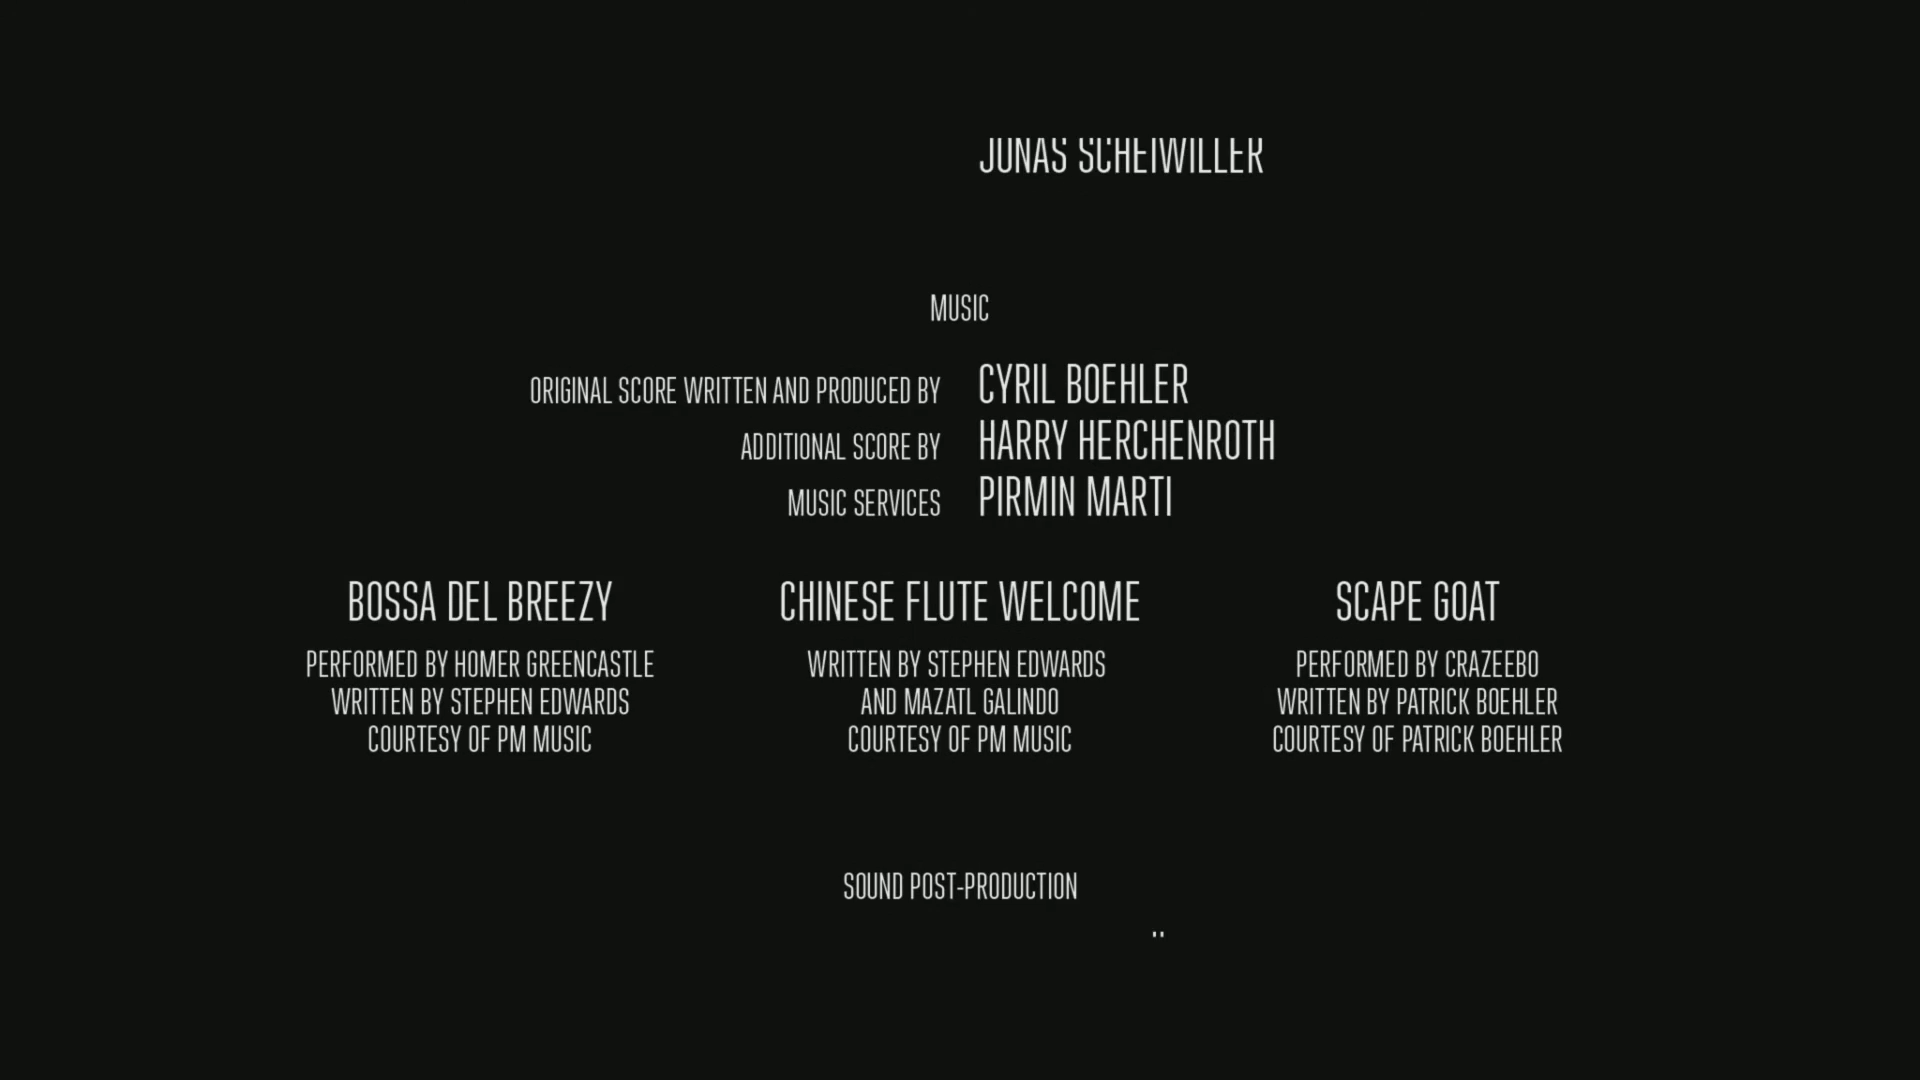 JONAS SCHEIWILLER
MUSIC
ORIGINAL SCORE WRITTEN AND PRODUCED BY CYRIL BOEHLER
ADDITIONAL SCORE BY HARRY HERCHENROTH
MUSIC SERVICES PIRMIN MARTI
BOSSA DEL BREEZY
PERFORMED BY HOMER GREENCASTLE
WRITTEN BY STEPHEN EDWARDS
COURTESY OF PM MUSIC
CHINESE FLUTE WELCOME
WRITTEN BY STEPHEN EDWARDS
AND MAZATL GALINDO
COURTESY OF PM MUSIC
SCAPE GOAT
PERFORMED BY CRAZEEBO
WRITTEN BY PATRICK BOEHLER
COURTESY OF PATRICK BOEHLER
SOUND POST-PRODUCTION